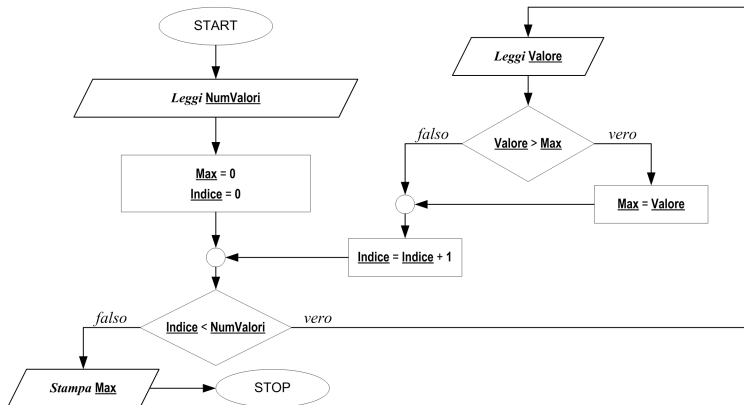 START
Leggi NumValori
Max = 0
Indice = 0
Indice < NumValori
falso
vero
Stampa Max
STOP
Leggi Valore
Valore > Max
falso
vero
Max = Valore
Indice = Indice + 1